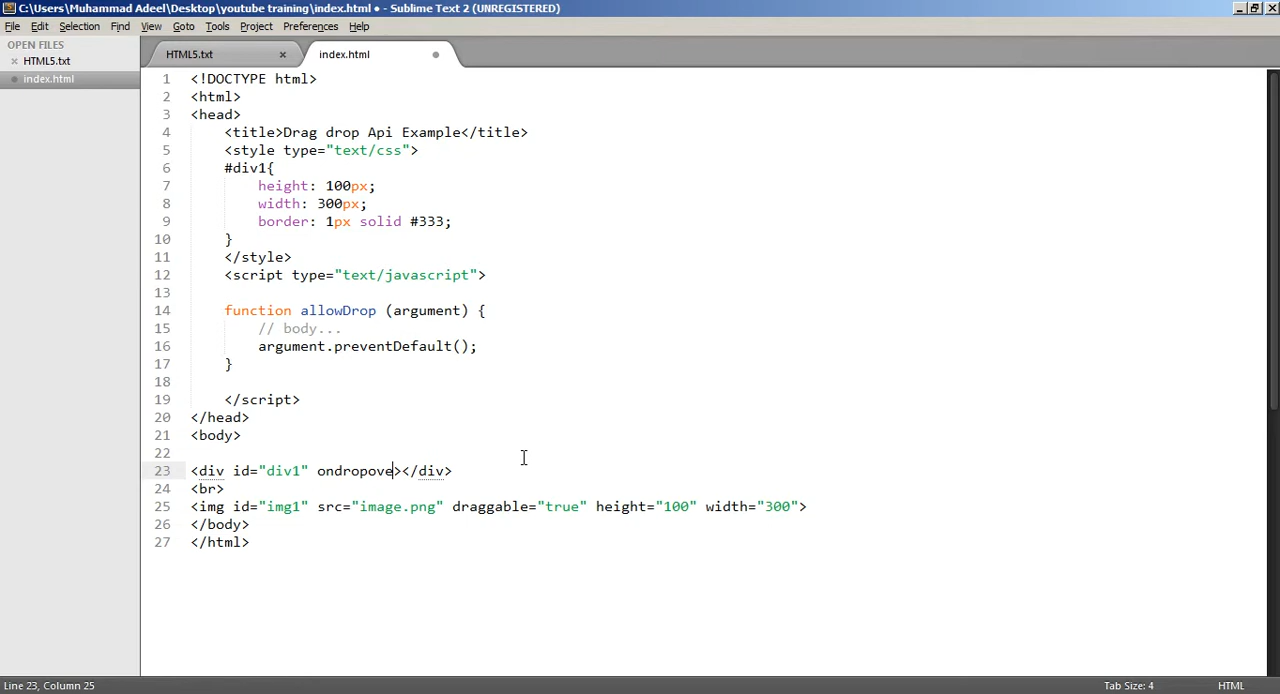 C:\Users\Muhammad Adeel\Desktop\youtube training\index.html • - Sublime Text 2 (UNREGISTERED)
File Edit Selection Find View Goto Tools Project Preferences Help
OPEN FILES
HTML5.txt
index.html
HTML5.txt index.html
1 <!DOCTYPE html>
2 <html>
3 <head>
4 <title>Drag drop Api Example</title>
5 <style type="text/css">
6 #div1{
7 height: 100px;
8 width: 300px;
9 border: 1px solid #333;
10 }
11 </style>
12 <script type="text/javascript">
13
14 function allowDrop (argument) {
15 // body...
16 argument.preventDefault();
17 }
18
19 </script>
20 </head>
21 <body>
22
23 <div id="div1" ondropove></div>
24 <br>
25 <img id="img1" src="image.png" draggable="true" height="100" width="300">
26 </body>
27 </html>
Line 23, Column 25 Tab Size: 4 HTML